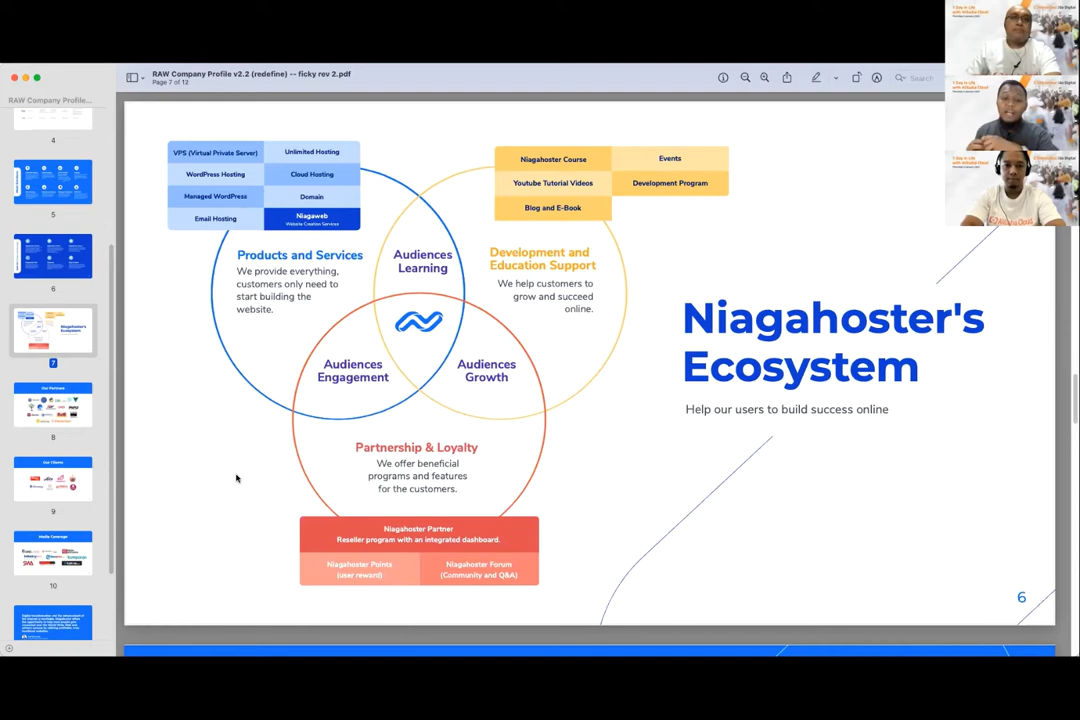 RAW Company Profile v2.2 (redefine) -- ficky rev 2.pdf
Page 7 of 12
Search
RAW Company Profile...
4
5
6
7
8
9
10
Our Partners
Our Clients
Media Coverage
Niagahoster's
Ecosystem
VPS (Virtual Private Server)
Unlimited Hosting
WordPress Hosting
Cloud Hosting
Managed WordPress
Domain
Email Hosting
Niagaweb
Website Creation Services
Niagahoster Course
Events
Youtube Tutorial Videos
Development Program
Blog and E-Book
Products and Services
We provide everything,
customers only need to
start building the
website.
Audiences
Learning
Development and
Education Support
We help customers to
grow and succeed
online.
Audiences
Engagement
Audiences
Growth
Partnership & Loyalty
We offer beneficial
programs and features
for the customers.
Niagahoster Partner
Reseller program with an integrated dashboard.
Niagahoster Points
(user reward)
Niagahoster Forum
(Community and Q&A)
Niagahoster's
Ecosystem
Help our users to build success online
6